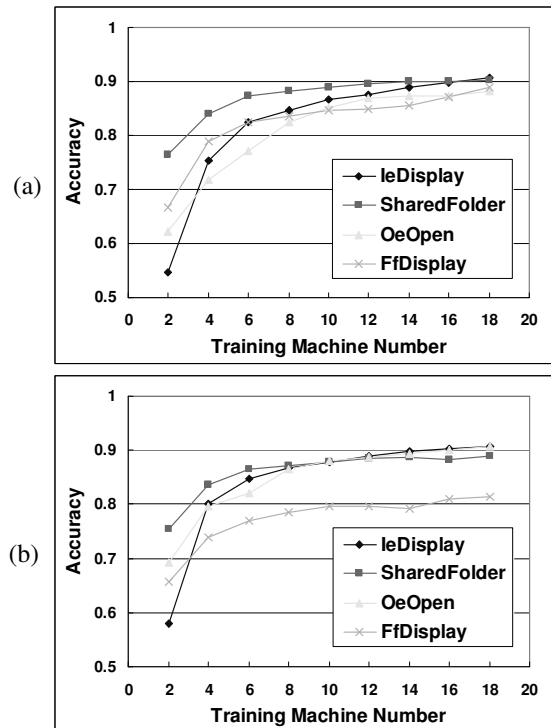 (a)
Accuracy
1
0.9
0.8
0.7
0.6
0.5
0 2 4 6 8 10 12 14 16 18 20
Training Machine Number
IeDisplay
SharedFolder
OeOpen
FfDisplay
(b)
Accuracy
1
0.9
0.8
0.7
0.6
0.5
0 2 4 6 8 10 12 14 16 18 20
Training Machine Number
IeDisplay
SharedFolder
OeOpen
FfDisplay